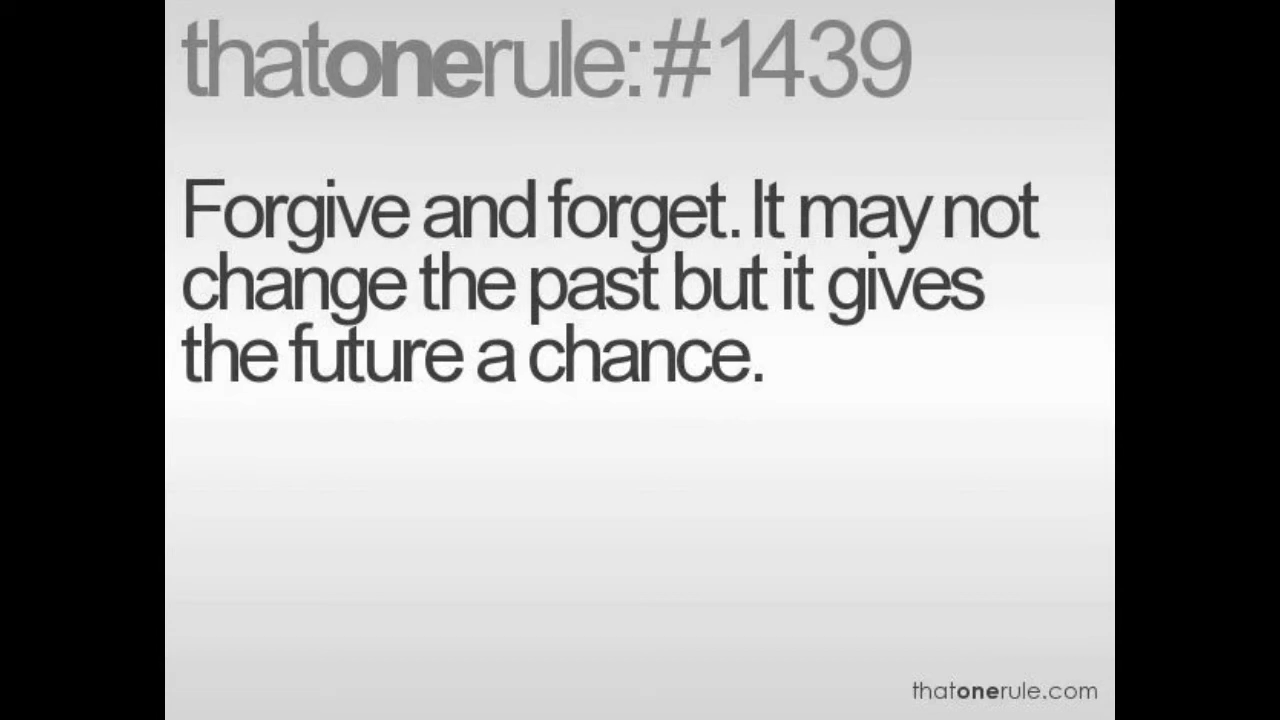 thatonerule: #1439
Forgive and forget. It may not
change the past but it gives
the future a chance.
thatonerule.com